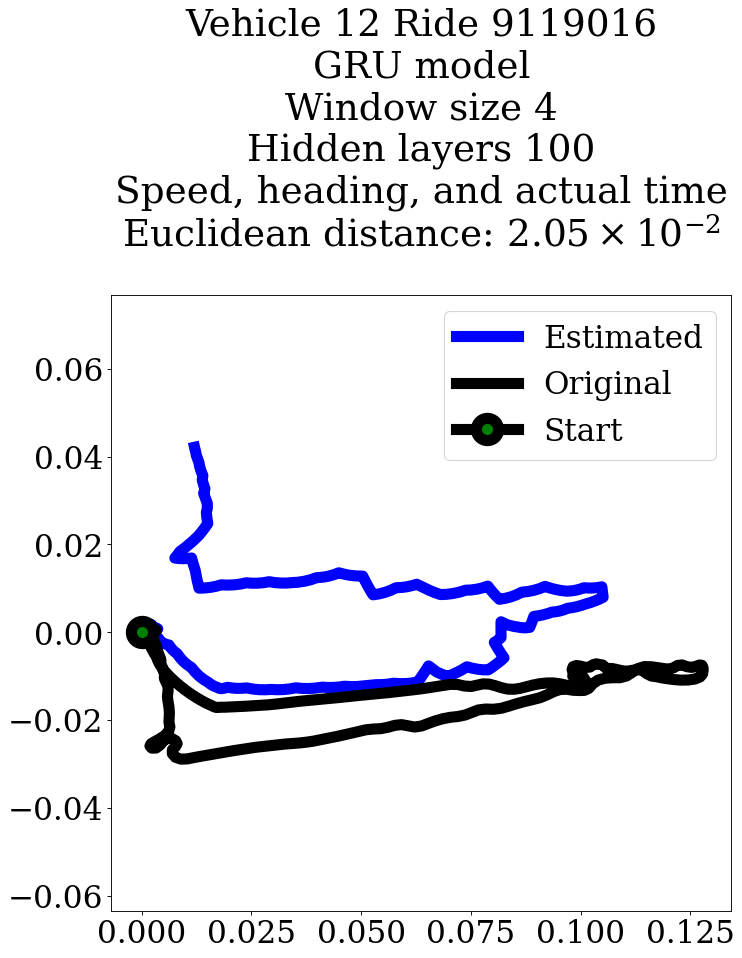 Vehicle 12 Ride 9119016
GRU model
Window size 4
Hidden layers 100
Speed, heading, and actual time
Euclidean distance: 2.05 × 10⁻²
Estimated
Original
Start
0.06
0.04
0.02
0.00
−0.02
−0.04
−0.06
0.000 0.025 0.050 0.075 0.100 0.125